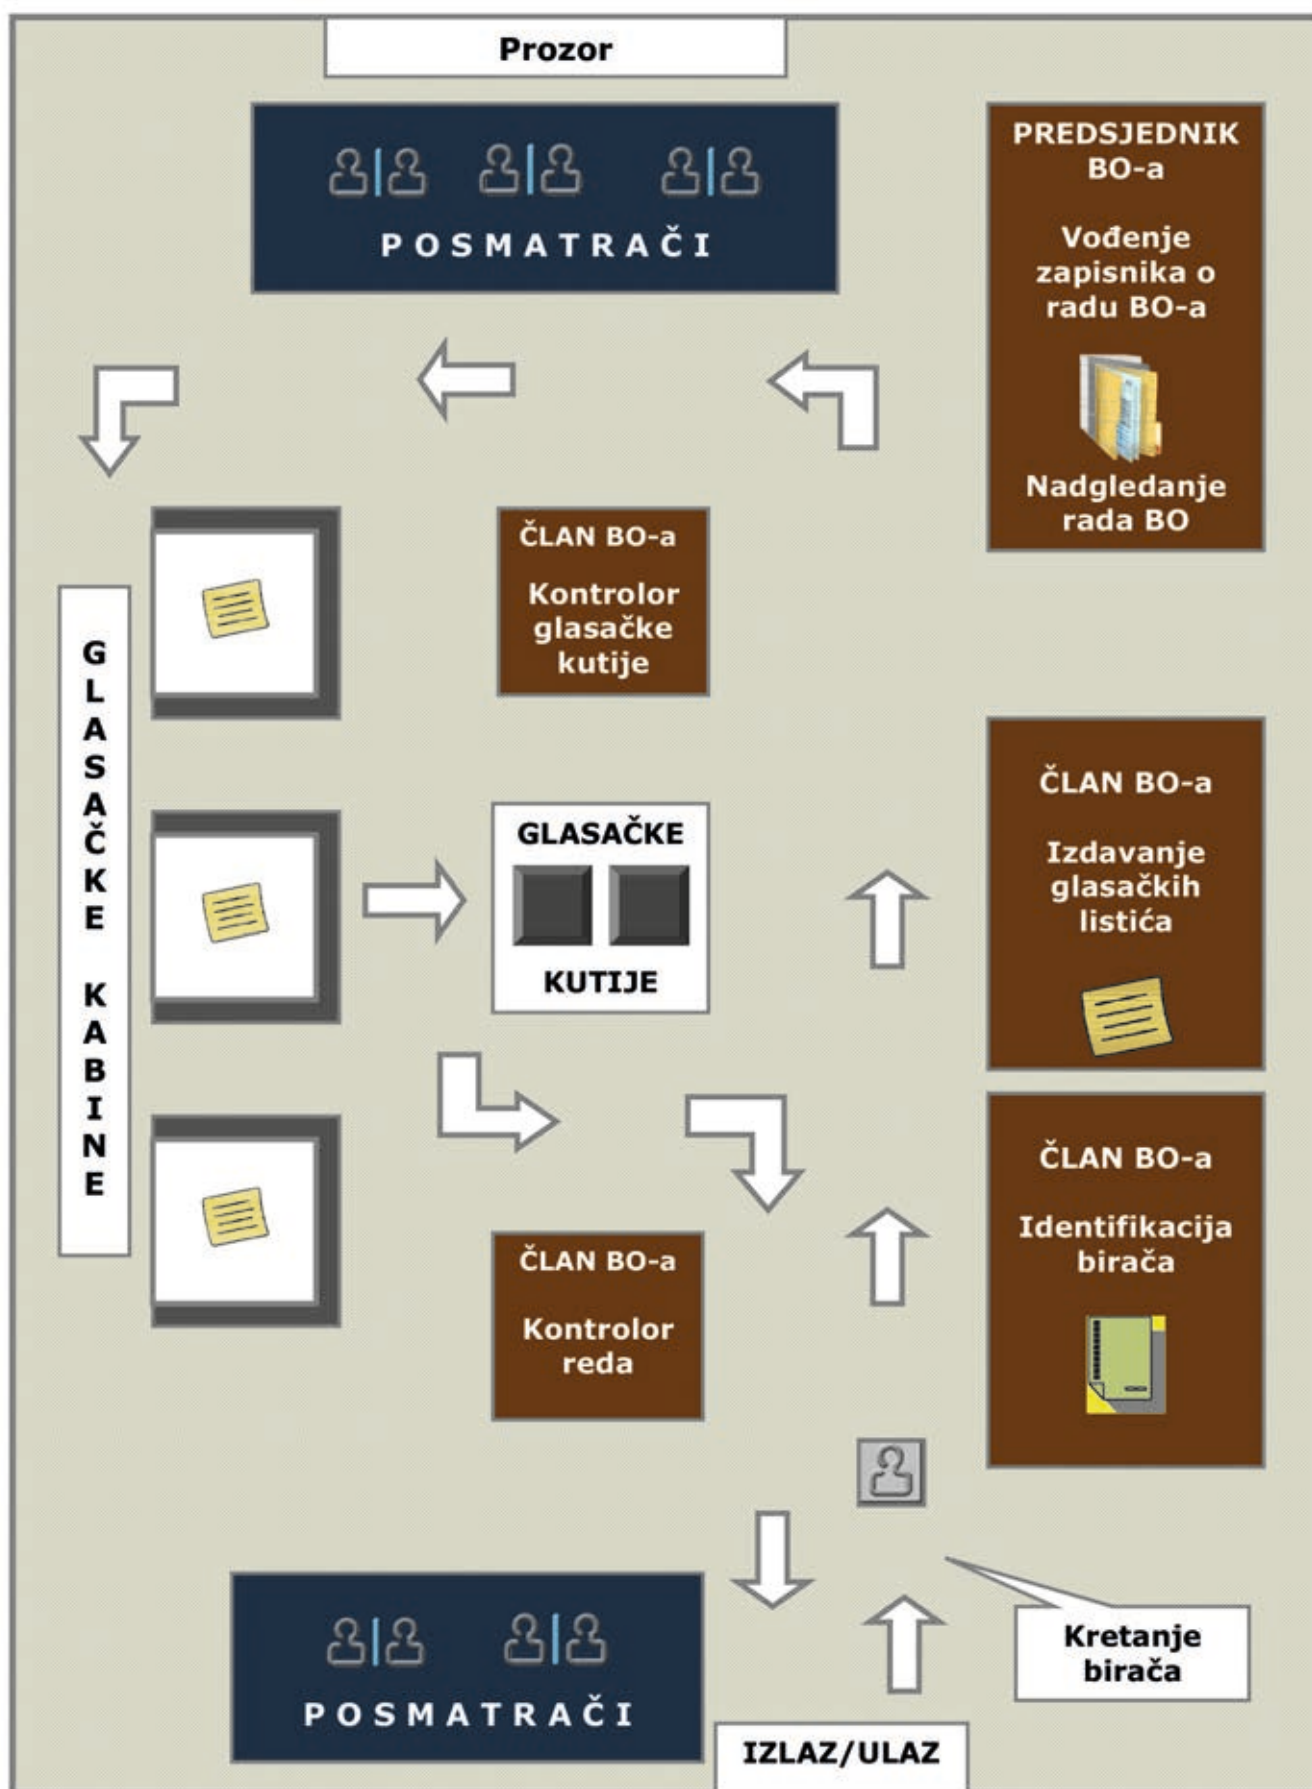 Prozor
POSMATRAČI
PREDSJEDNIK
BO-a
Vođenje
zapisnika o
radu BO-a
Nadgledanje
rada BO
ČLAN BO-a
Kontrolor
glasačke
kutije
GLASAČKE KABINE
GLASAČKE
KUTIJE
ČLAN BO-a
Izdavanje
glasačkih
listića
ČLAN BO-a
Identifikacija
birača
ČLAN BO-a
Kontrolor
reda
Kretanje
birača
POSMATRAČI
IZLAZ/ULAZ